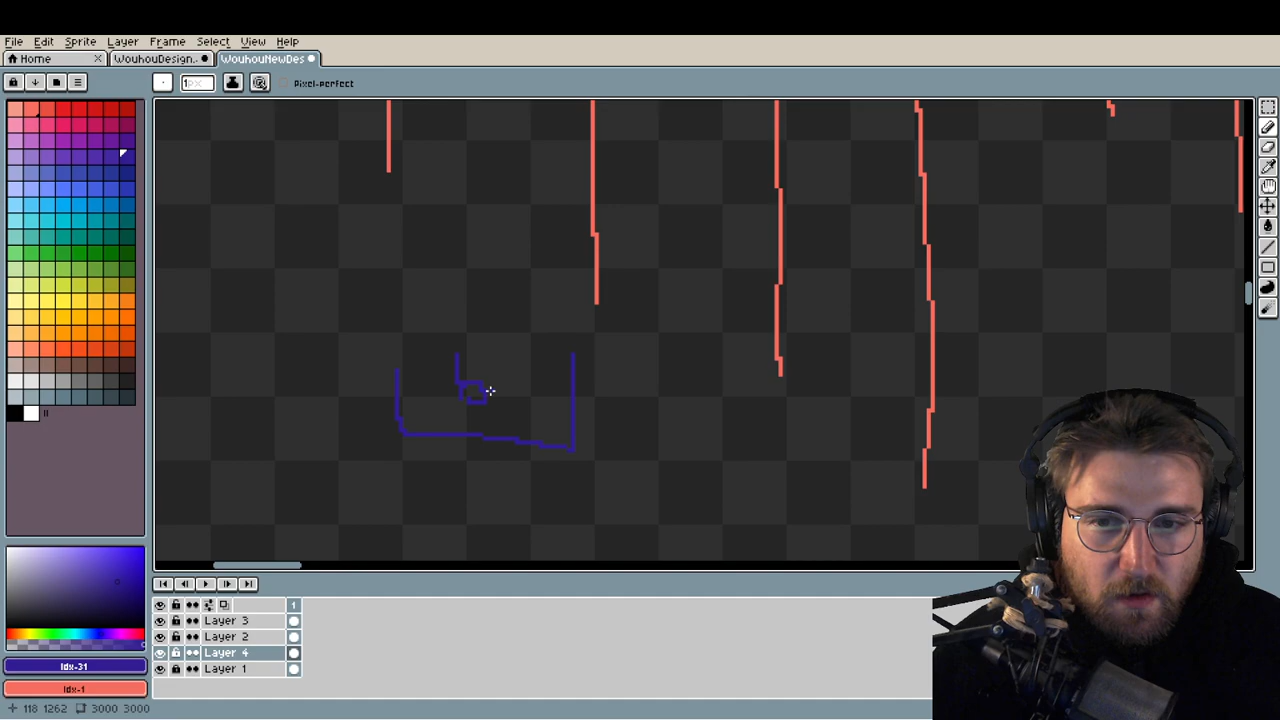 File Edit Sprite Layer Frame Select View Help
Home WouhouDesign. WouhouNewDes
1px Pixel-perfect
1
Layer 3
Layer 2
Layer 4
Layer 1
Idx-31
Idx-1
118 1262 3000 3000